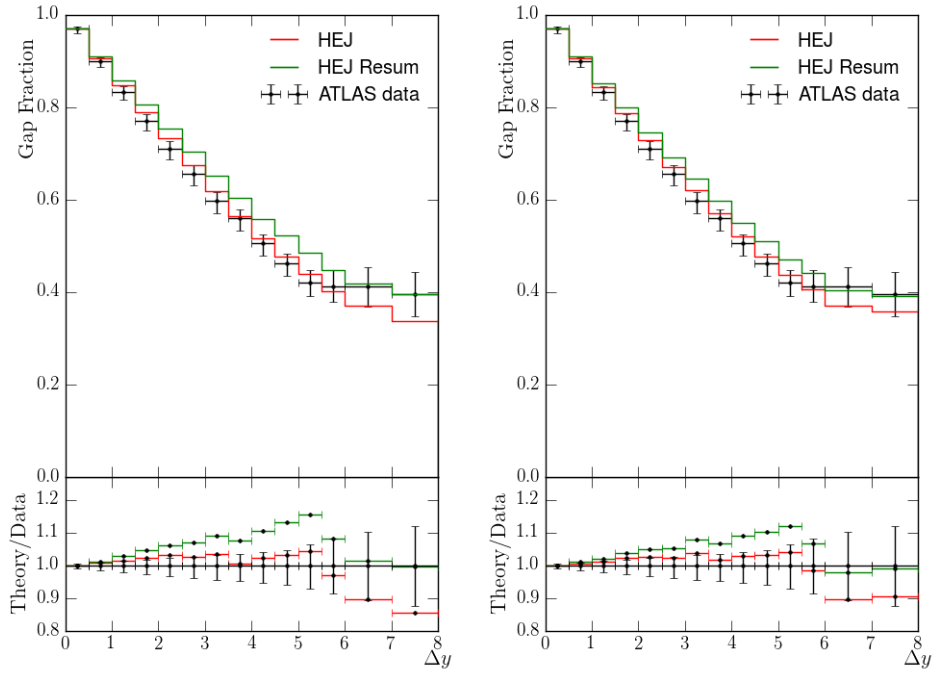 1.0
0.8
0.6
0.4
0.2
0.0
Gap Fraction
HEJ
HEJ Resum
ATLAS data
1.2
1.1
1.0
0.9
0.8
Theory/Data
0 1 2 3 4 5 6 7 8
Δy
1.0
0.8
0.6
0.4
0.2
0.0
Gap Fraction
HEJ
HEJ Resum
ATLAS data
1.2
1.1
1.0
0.9
0.8
Theory/Data
0 1 2 3 4 5 6 7 8
Δy